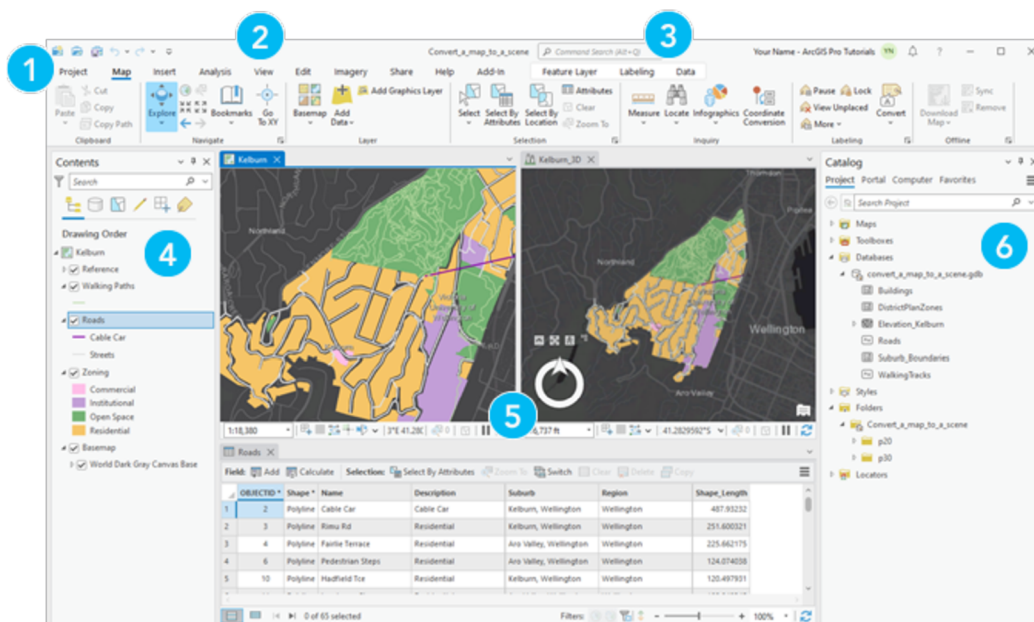 1
2
3
Convert_a_map_to_a_scene
Command Search (Alt+Q)
Your Name - ArcGIS Pro Tutorials
YN
?
Project Map Insert Analysis View Edit Imagery Share Help Add-In Feature Layer Labeling Data
Paste
Cut
Copy
Copy Path
Clipboard
Explore
Bookmarks
Go To XY
Navigate
Basemap
Add Data
Add Graphics Layer
Layer
Select
Select By Attributes
Select By Location
Attributes
Clear
Zoom To
Selection
Measure
Locate
Infographics
Coordinate Conversion
Inquiry
Pause
Lock
View Unplaced
More
Convert
Labeling
Download Map
Sync
Remove
Offline
Contents
Search
Drawing Order
4
Kelburn
Reference
Walking Paths
Roads
Cable Car
Streets
Zoning
Commercial
Institutional
Open Space
Residential
Basemap
World Dark Gray Canvas Base
Kelburn
Northland
Kelburn
1:18,380
Kelburn_3D
Thorndon
Northland
Wellington
Aro Valley
5
6,737 ft
41.2829592°S
Roads
Field: Add Calculate Selection: Select By Attributes Zoom To Switch Clear Delete Copy
OBJECTID * Shape * Name Description Suburb Region Shape_Length
1 2 Polyline Cable Car Cable Car Kelburn, Wellington Wellington 487.93232
2 3 Polyline Rimu Rd Residential Kelburn, Wellington Wellington 251.600321
3 4 Polyline Fairlie Terrace Residential Aro Valley, Wellington Wellington 225.662175
4 6 Polyline Pedestrian Steps Residential Aro Valley, Wellington Wellington 124.074038
5 10 Polyline Hadfield Tce Residential Kelburn, Wellington Wellington 120.497931
0 of 65 selected
Filters:
100%
Catalog
Project Portal Computer Favorites
Search Project
6
Maps
Toolboxes
Databases
convert_a_map_to_a_scene.gdb
Buildings
DistrictPlanZones
Elevation_Kelburn
Roads
Suburb_Boundaries
WalkingTracks
Styles
Folders
Convert_a_map_to_a_scene
p20
p30
Locators